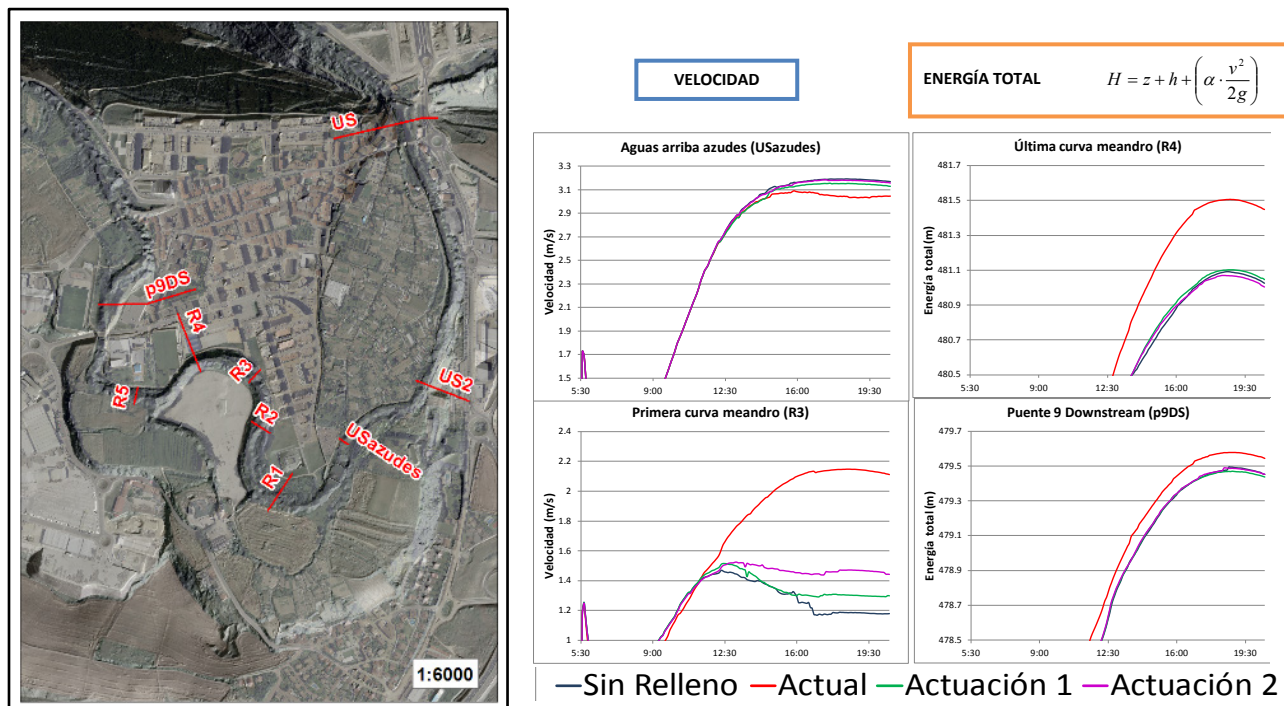 US
p9DS
R4
R3
R5
R2
US2
USazudes
R1
1:6000
VELOCIDAD
ENERGÍA TOTAL
H = z + h + (α · v²/2g)
Aguas arriba azudes (USazudes)
Velocidad (m/s)
3.3
3.1
2.9
2.7
2.5
2.3
2.1
1.9
1.7
1.5
5:30 9:00 12:30 16:00 19:30
Última curva meandro (R4)
Energía total (m)
481.7
481.5
481.3
481.1
480.9
480.7
480.5
5:30 9:00 12:30 16:00 19:30
Primera curva meandro (R3)
Velocidad (m/s)
2.4
2.2
2
1.8
1.6
1.4
1.2
1
5:30 9:00 12:30 16:00 19:30
Puente 9 Downstream (p9DS)
Energía total (m)
479.7
479.5
479.3
479.1
478.9
478.7
478.5
5:30 9:00 12:30 16:00 19:30
Sin Relleno Actual Actuación 1 Actuación 2